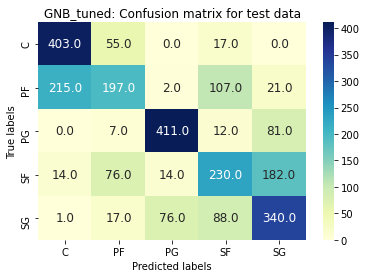 GNB_tuned: Confusion matrix for test data
True labels
C 403.0 55.0 0.0 17.0 0.0
PF 215.0 197.0 2.0 107.0 21.0
PG 0.0 7.0 411.0 12.0 81.0
SF 14.0 76.0 14.0 230.0 182.0
SG 1.0 17.0 76.0 88.0 340.0
C PF PG SF SG
Predicted labels
400
350
300
250
200
150
100
50
0